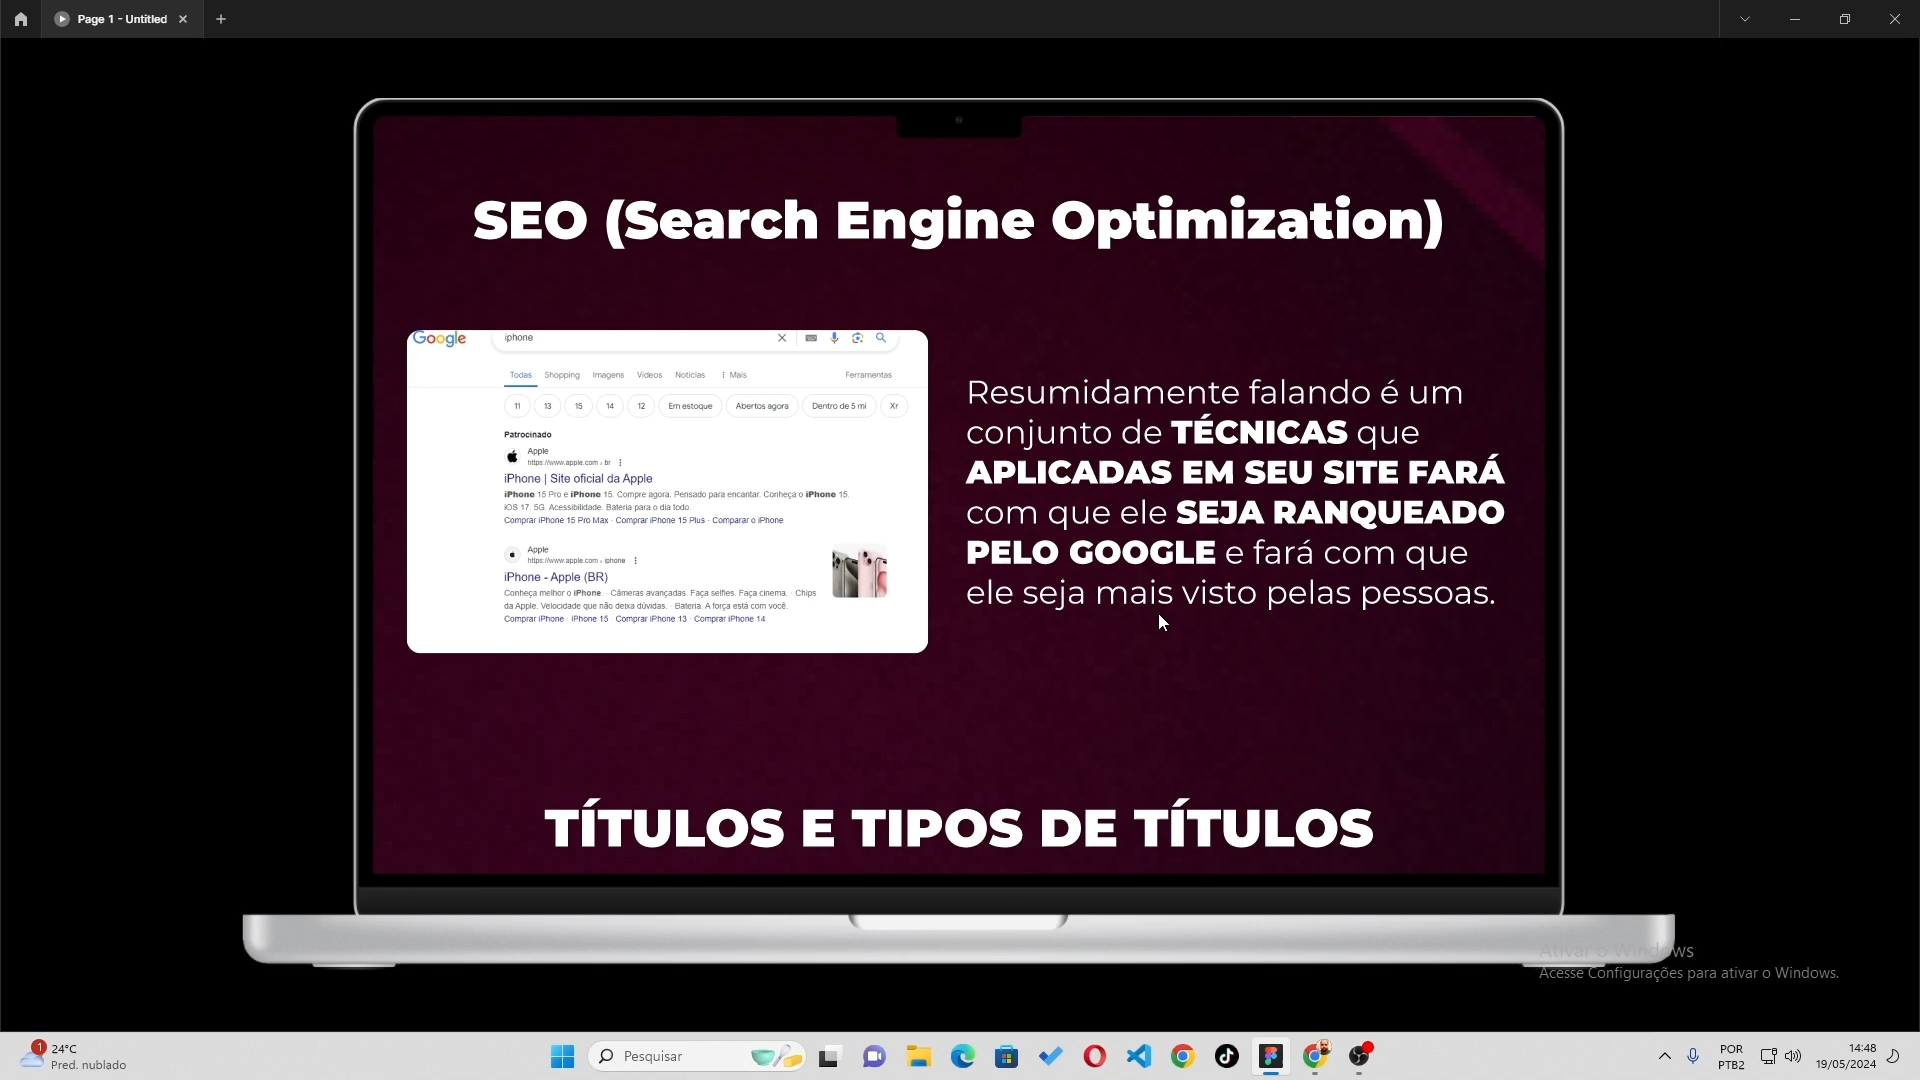 Page 1 - Untitled
SEO (Search Engine Optimization)
Google
iphone
Todas Shopping Imagens Vídeos Notícias Mais Ferramentas
11 13 15 14 12 Em estoque Abertos agora Dentro de 5 mi Xr
Patrocinado
Apple
https://www.apple.com › br
iPhone | Site oficial da Apple
iPhone 15 Pro e iPhone 15. Compre agora. Pensado para encantar. Conheça o iPhone 15.
iOS 17. 5G. Acessibilidade. Bateria para o dia todo.
Comprar iPhone 15 Pro Max · Comprar iPhone 15 Plus · Comparar o iPhone
Apple
https://www.apple.com › iphone
iPhone - Apple (BR)
Conheça melhor o iPhone. · Câmeras avançadas. Faça selfies. Faça cinema. · Chips
da Apple. Velocidade que não deixa dúvidas. · Bateria. A força está com você.
Comprar iPhone · iPhone 15 · Comprar iPhone 13 · Comprar iPhone 14
Resumidamente falando é um
conjunto de TÉCNICAS que
APLICADAS EM SEU SITE FARÁ
com que ele SEJA RANQUEADO
PELO GOOGLE e fará com que
ele seja mais visto pelas pessoas.
TÍTULOS E TIPOS DE TÍTULOS
Ativar o Windows
Acesse Configurações para ativar o Windows.
1
24°C
Pred. nublado
Pesquisar
POR
PTB2
14:48
19/05/2024